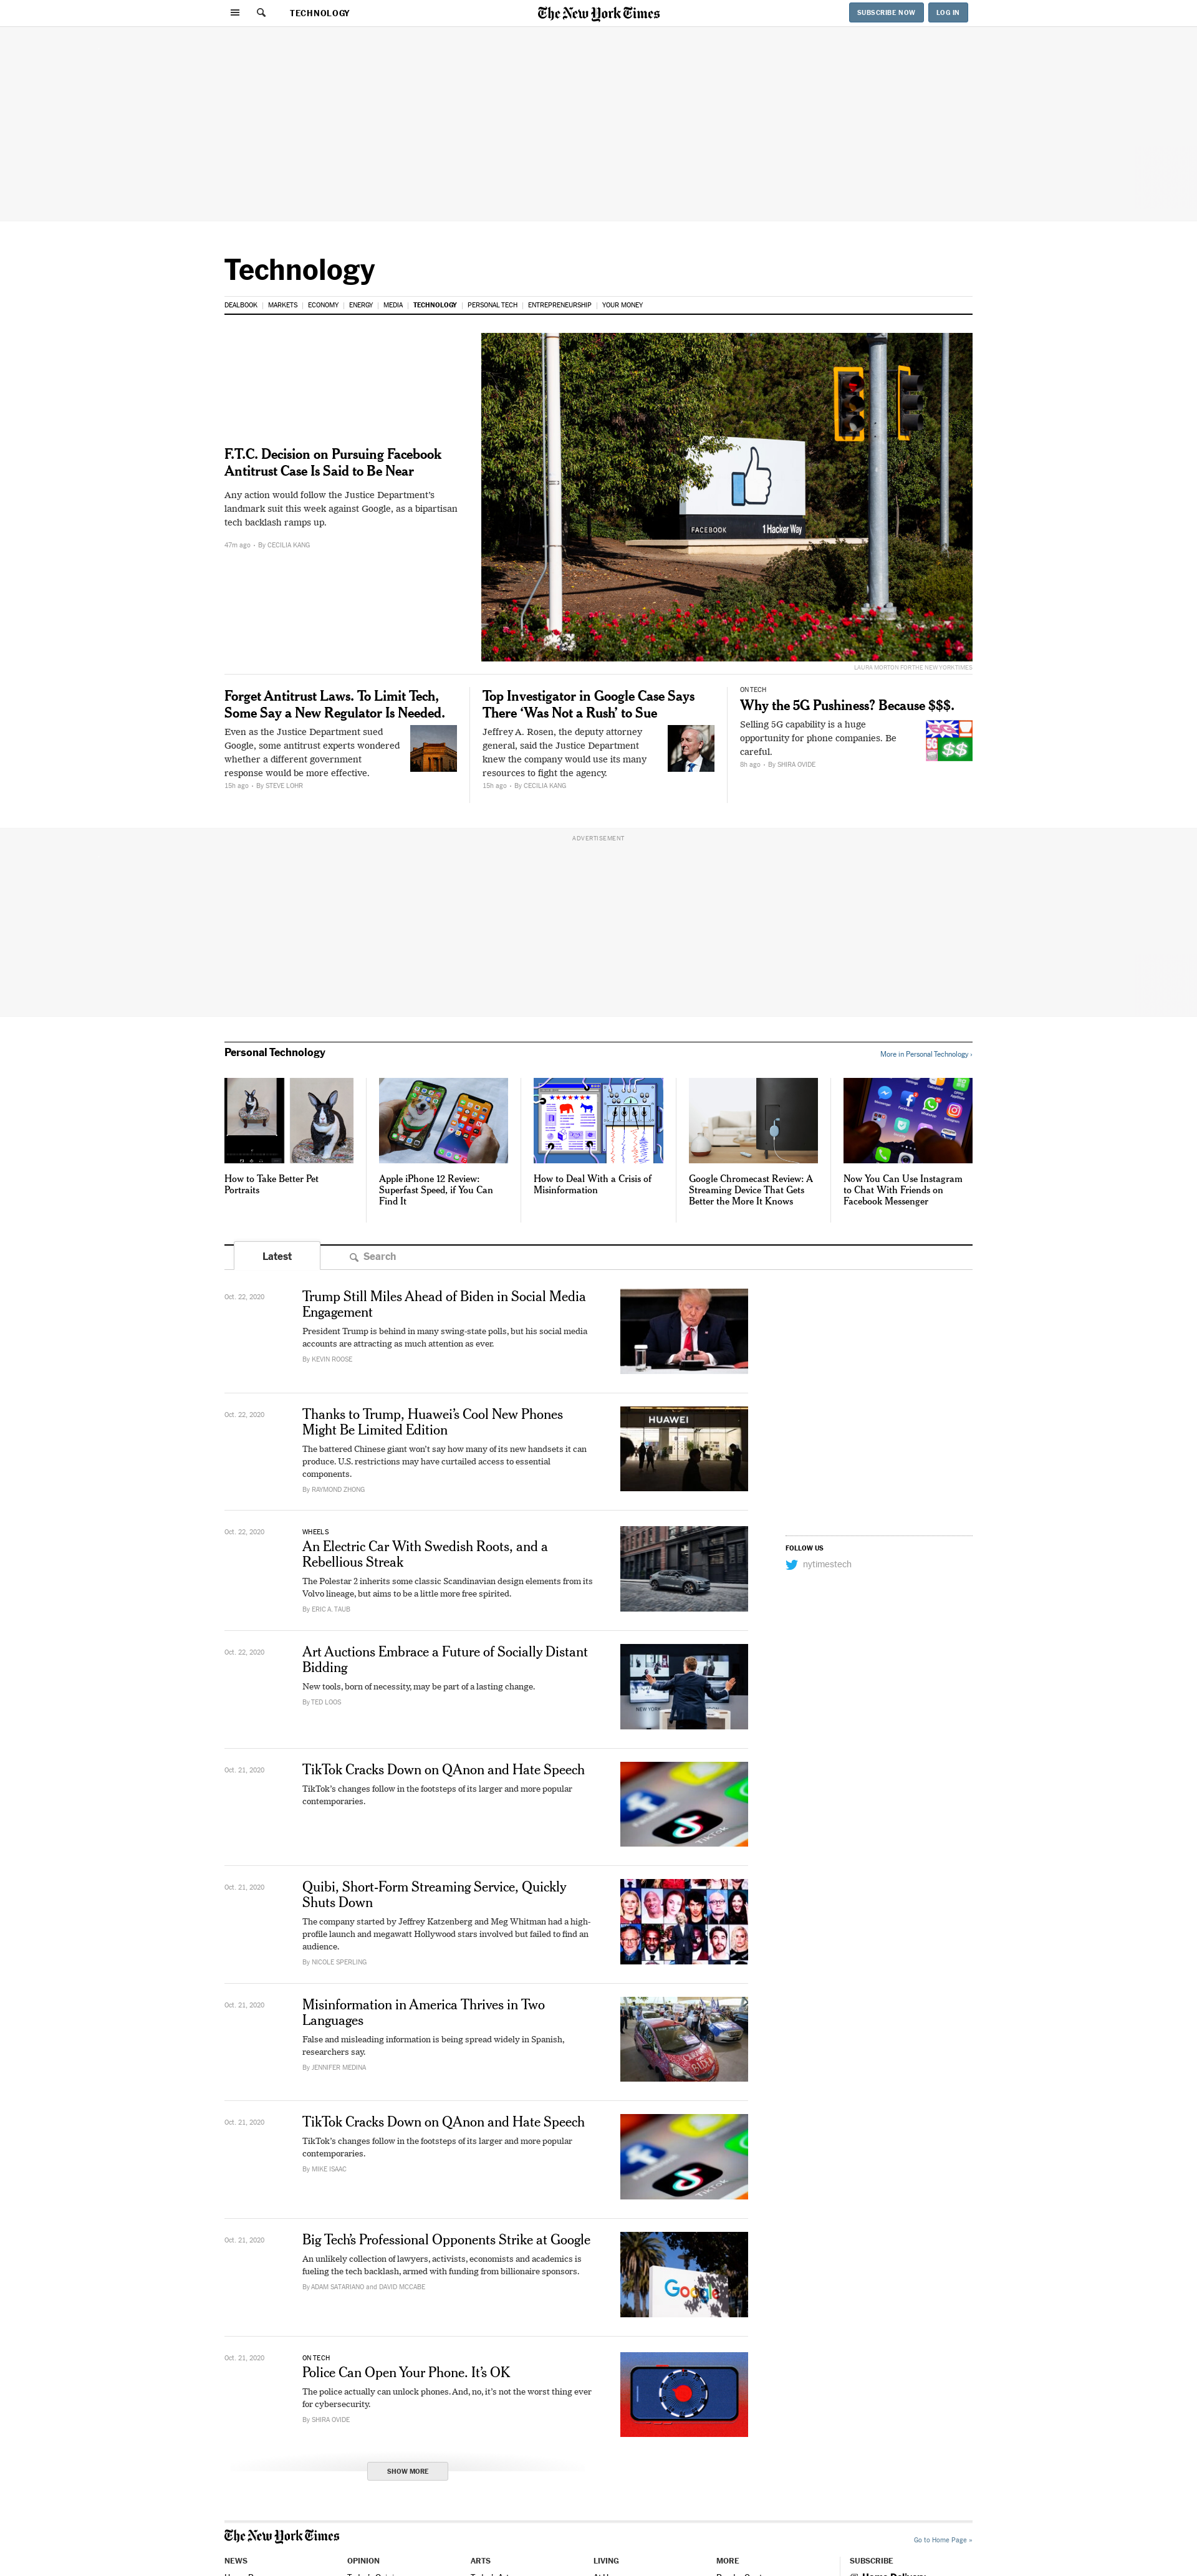 TECHNOLOGY
The New York Times
SUBSCRIBE NOW
LOG IN
Technology
DEALBOOK | MARKETS | ECONOMY | ENERGY | MEDIA | TECHNOLOGY | PERSONAL TECH | ENTREPRENEURSHIP | YOUR MONEY
F.T.C. Decision on Pursuing Facebook
Antitrust Case Is Said to Be Near
Any action would follow the Justice Department’s
landmark suit this week against Google, as a bipartisan
tech backlash ramps up.
47m ago • By CECILIA KANG
FACEBOOK
1 Hacker Way
LAURA MORTON FOR THE NEW YORK TIMES
Forget Antitrust Laws. To Limit Tech,
Some Say a New Regulator Is Needed.
Even as the Justice Department sued
Google, some antitrust experts wondered
whether a different government
response would be more effective.
15h ago • By STEVE LOHR
Top Investigator in Google Case Says
There ‘Was Not a Rush’ to Sue
Jeffrey A. Rosen, the deputy attorney
general, said the Justice Department
knew the company would use its many
resources to fight the agency.
15h ago • By CECILIA KANG
ON TECH
Why the 5G Pushiness? Because $$$.
Selling 5G capability is a huge
opportunity for phone companies. Be
careful.
8h ago • By SHIRA OVIDE
5G
$$
ADVERTISEMENT
Personal Technology
More in Personal Technology ›
How to Take Better Pet
Portraits
Apple iPhone 12 Review:
Superfast Speed, if You Can
Find It
How to Deal With a Crisis of
Misinformation
Google Chromecast Review: A
Streaming Device That Gets
Better the More It Knows
Now You Can Use Instagram
to Chat With Friends on
Facebook Messenger
Latest
Search
Oct. 22, 2020
Trump Still Miles Ahead of Biden in Social Media
Engagement
President Trump is behind in many swing-state polls, but his social media
accounts are attracting as much attention as ever.
By KEVIN ROOSE
Oct. 22, 2020
Thanks to Trump, Huawei’s Cool New Phones
Might Be Limited Edition
The battered Chinese giant won’t say how many of its new handsets it can
produce. U.S. restrictions may have curtailed access to essential
components.
By RAYMOND ZHONG
HUAWEI
Oct. 22, 2020
WHEELS
An Electric Car With Swedish Roots, and a
Rebellious Streak
The Polestar 2 inherits some classic Scandinavian design elements from its
Volvo lineage, but aims to be a little more free spirited.
By ERIC A. TAUB
FOLLOW US
nytimestech
Oct. 22, 2020
Art Auctions Embrace a Future of Socially Distant
Bidding
New tools, born of necessity, may be part of a lasting change.
By TED LOOS
NEW YORK
Oct. 21, 2020
TikTok Cracks Down on QAnon and Hate Speech
TikTok’s changes follow in the footsteps of its larger and more popular
contemporaries.
TikTok
Oct. 21, 2020
Quibi, Short-Form Streaming Service, Quickly
Shuts Down
The company started by Jeffrey Katzenberg and Meg Whitman had a high-
profile launch and megawatt Hollywood stars involved but failed to find an
audience.
By NICOLE SPERLING
Oct. 21, 2020
Misinformation in America Thrives in Two
Languages
False and misleading information is being spread widely in Spanish,
researchers say.
By JENNIFER MEDINA
Oct. 21, 2020
TikTok Cracks Down on QAnon and Hate Speech
TikTok’s changes follow in the footsteps of its larger and more popular
contemporaries.
By MIKE ISAAC
TikTok
Oct. 21, 2020
Big Tech’s Professional Opponents Strike at Google
An unlikely collection of lawyers, activists, economists and academics is
fueling the tech backlash, armed with funding from billionaire sponsors.
By ADAM SATARIANO and DAVID MCCABE
Google
Oct. 21, 2020
ON TECH
Police Can Open Your Phone. It’s OK
The police actually can unlock phones. And, no, it’s not the worst thing ever
for cybersecurity.
By SHIRA OVIDE
SHOW MORE
The New York Times
Go to Home Page »
NEWS
OPINION
ARTS
LIVING
MORE
SUBSCRIBE